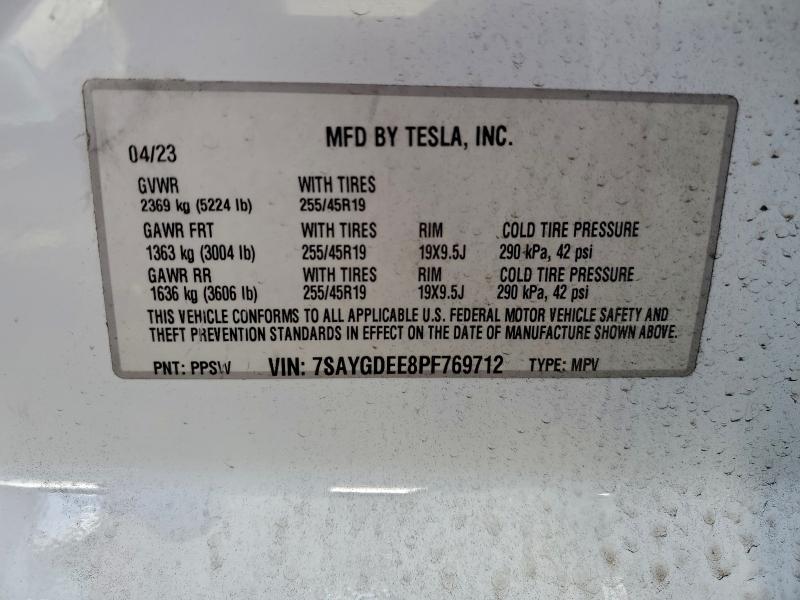 MFD BY TESLA, INC.
04/23
GVWR WITH TIRES
2369 kg (5224 lb) 255/45R19
GAWR FRT WITH TIRES RIM COLD TIRE PRESSURE
1363 kg (3004 lb) 255/45R19 19X9.5J 290 kPa, 42 psi
GAWR RR WITH TIRES RIM COLD TIRE PRESSURE
1636 kg (3606 lb) 255/45R19 19X9.5J 290 kPa, 42 psi
THIS VEHICLE CONFORMS TO ALL APPLICABLE U.S. FEDERAL MOTOR VEHICLE SAFETY AND
THEFT PREVENTION STANDARDS IN EFFECT ON THE DATE OF MANUFACTURE SHOWN ABOVE.
PNT: PPSW VIN: 7SAYGDEE8PF769712 TYPE: MPV